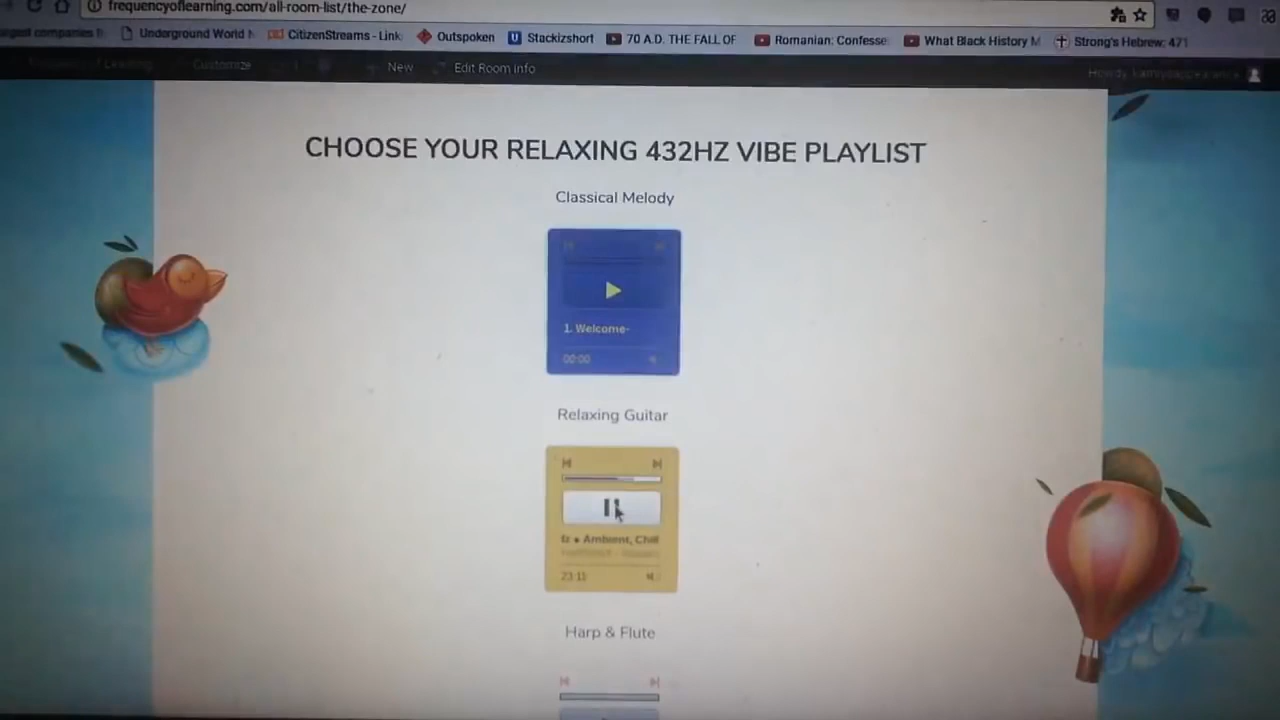 frequencyoflearning.com/all-room-list/the-zone/
Underground World N CitizenStreams - Link Outspoken Stackizshort 70 A.D. THE FALL OF Romanian: Confesse What Black History M Strong's Hebrew: 471
Customize New Edit Room info
CHOOSE YOUR RELAXING 432HZ VIBE PLAYLIST
Classical Melody
1. Welcome-
00:00
Relaxing Guitar
Ambient, Chill
23:11
Harp & Flute